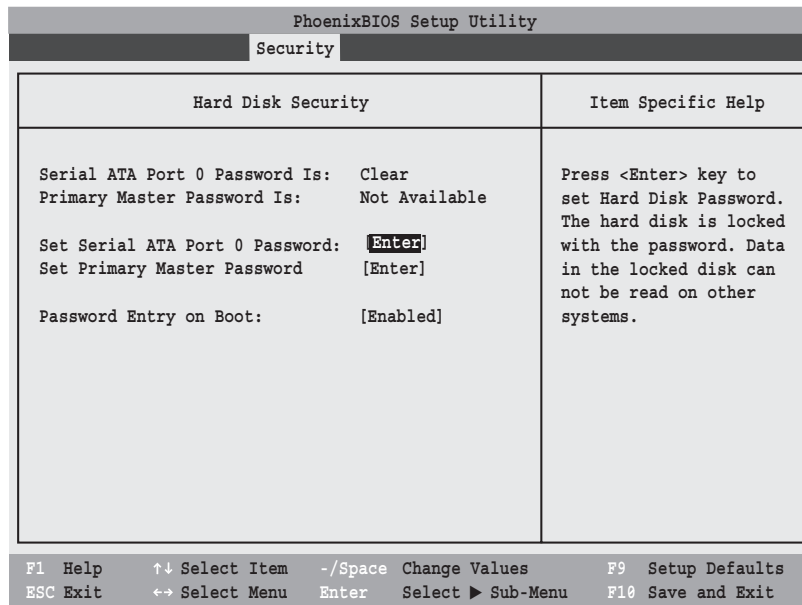 PhoenixBIOS Setup Utility
Security
Hard Disk Security
Item Specific Help
Serial ATA Port 0 Password Is: Clear
Primary Master Password Is: Not Available
Set Serial ATA Port 0 Password: [Enter]
Set Primary Master Password [Enter]
Password Entry on Boot: [Enabled]
Press <Enter> key to
set Hard Disk Password.
The hard disk is locked
with the password. Data
in the locked disk can
not be read on other
systems.
F1 Help ↑↓ Select Item -/Space Change Values F9 Setup Defaults
ESC Exit ←→ Select Menu Enter Select ▶ Sub-Menu F10 Save and Exit